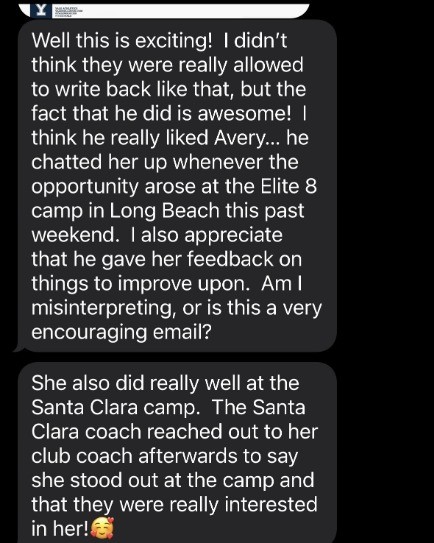 Y
Well this is exciting!  I didn't
think they were really allowed
to write back like that, but the
fact that he did is awesome!  I
think he really liked Avery... he
chatted her up whenever the
opportunity arose at the Elite 8
camp in Long Beach this past
weekend.  I also appreciate
that he gave her feedback on
things to improve upon.  Am I
misinterpreting, or is this a very
encouraging email?
She also did really well at the
Santa Clara camp.  The Santa
Clara coach reached out to her
club coach afterwards to say
she stood out at the camp and
that they were really interested
in her!🥰